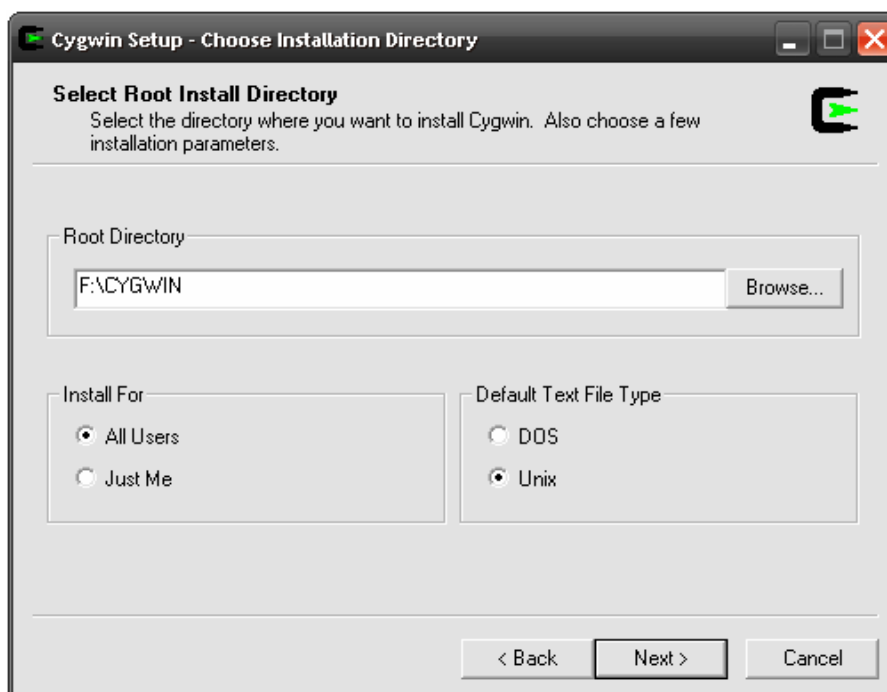 Cygwin Setup - Choose Installation Directory
Select Root Install Directory
Select the directory where you want to install Cygwin. Also choose a few
installation parameters.
Root Directory
F:\CYGWIN
Browse...
Install For
All Users
Just Me
Default Text File Type
DOS
Unix
< Back
Next >
Cancel